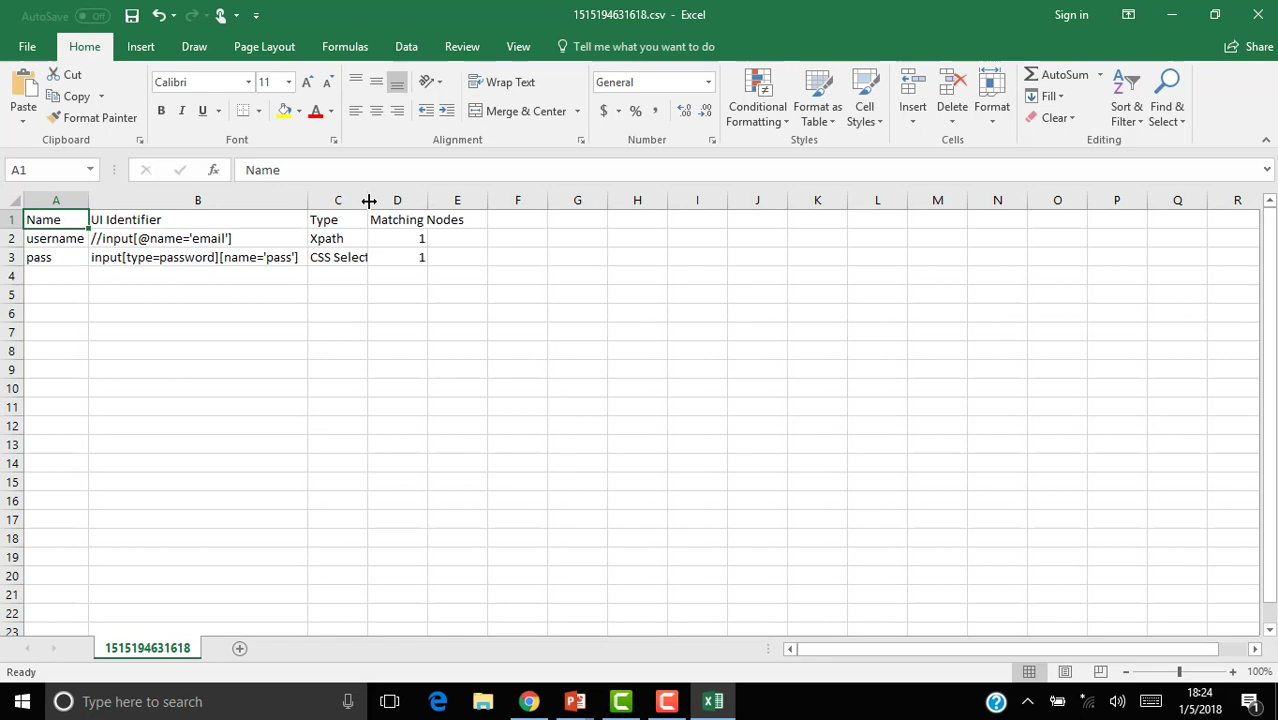 AutoSave Off
1515194631618.csv - Excel
Sign in
File Home Insert Draw Page Layout Formulas Data Review View Tell me what you want to do Share
Paste
Cut
Copy
Format Painter
Clipboard
Calibri 11
A A
B I U A
Font
Wrap Text
Merge & Center
Alignment
General
$ % ,
Number
Conditional Formatting
Format as Table
Cell Styles
Styles
Insert
Delete
Format
Cells
AutoSum
Fill
Clear
Sort & Filter
Find & Select
Editing
A1
fx
Name
A B C D E F G H I J K L M N O P Q R
1 Name UI Identifier Type Matching Nodes
2 username //input[@name='email'] Xpath 1
3 pass input[type=password][name='pass'] CSS Select 1
4
5
6
7
8
9
10
11
12
13
14
15
16
17
18
19
20
21
22
23
1515194631618
Ready
100%
Type here to search
18:24
1/5/2018
1